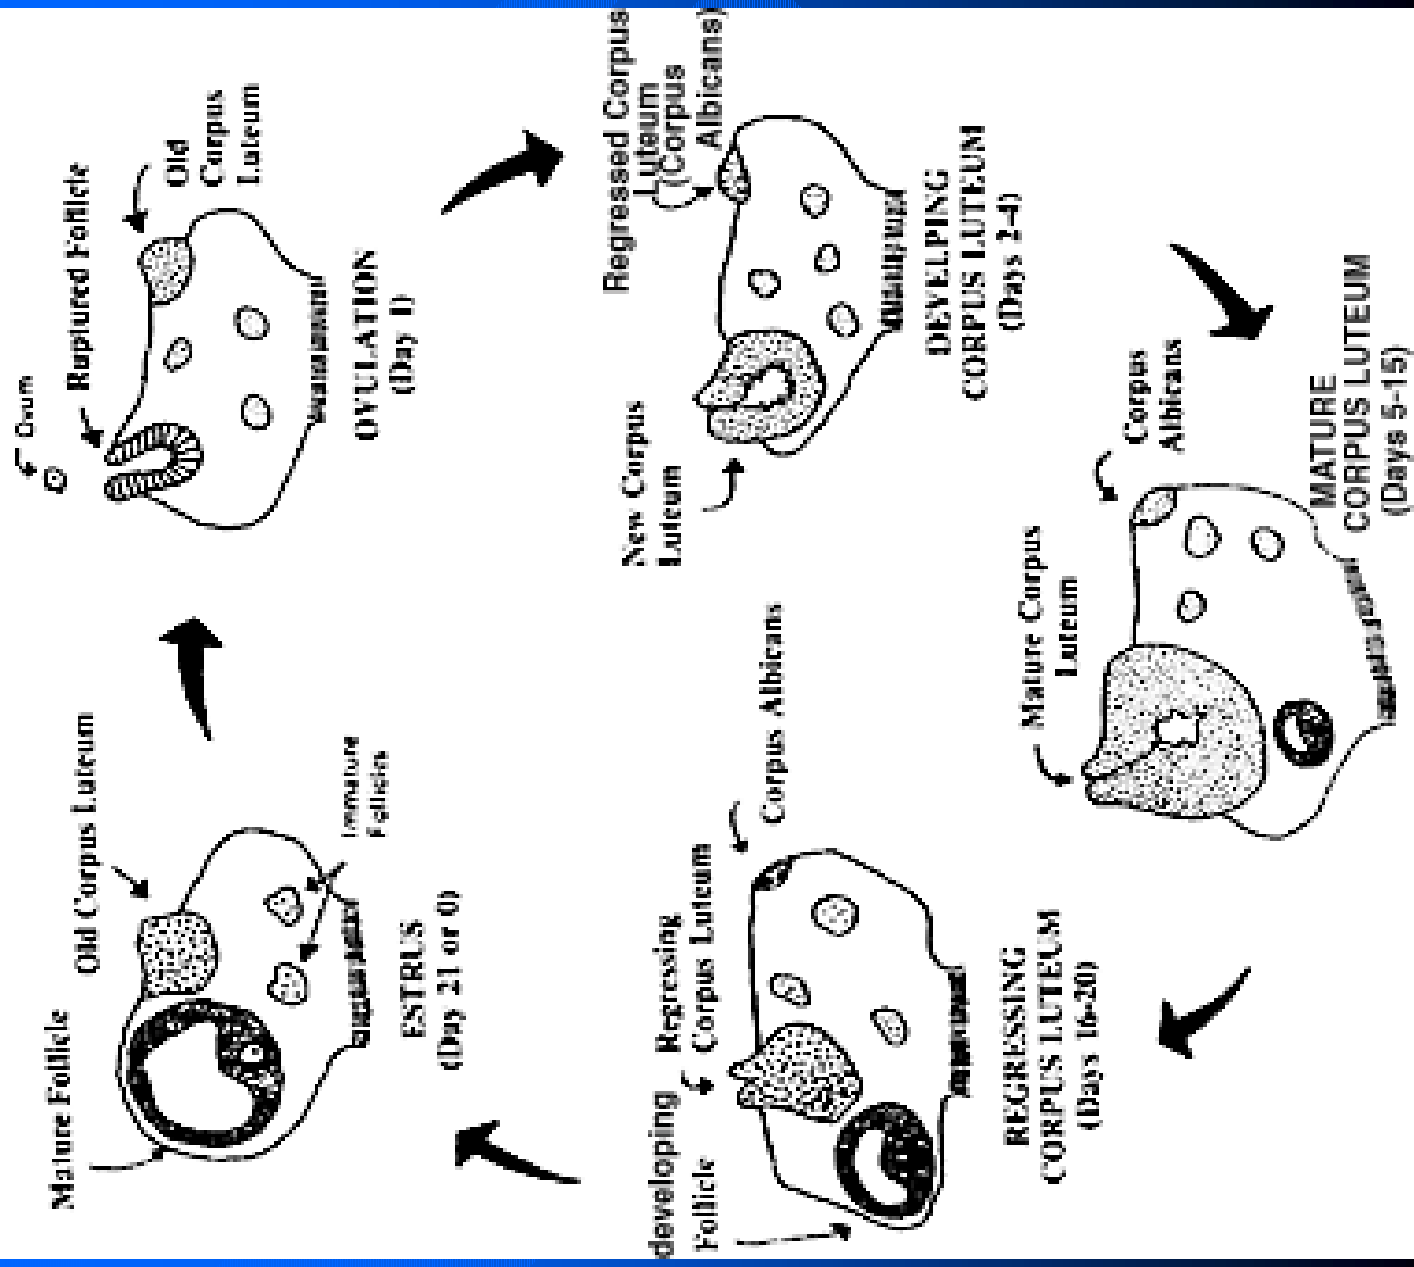 Mature Follicle
Old Corpus Luteum
Immature
Follicles
ESTRUS
(Day 21 or 0)
Ovum
Ruptured Follicle
Old
Corpus
Luteum
OVULATION
(Day 1)
Regressed Corpus
Luteum
(Corpus
Albicans)
New Corpus
Luteum
DEVELPING
CORPUS LUTEUM
(Days 2-4)
Mature Corpus
Luteum
Corpus
Albicans
MATURE
CORPUS LUTEUM
(Days 5-15)
developing
Follicle
Regressing
Corpus Luteum
Corpus Albicans
REGRESSING
CORPUS LUTEUM
(Days 16-20)